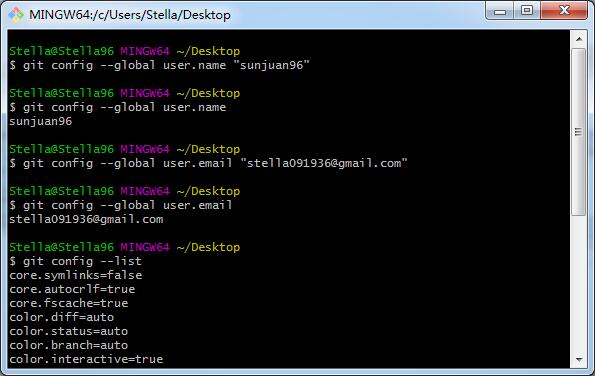 MINGW64:/c/Users/Stella/Desktop
Stella@Stella96 MINGW64 ~/Desktop
$ git config --global user.name "sunjuan96"
Stella@Stella96 MINGW64 ~/Desktop
$ git config --global user.name
sunjuan96
Stella@Stella96 MINGW64 ~/Desktop
$ git config --global user.email "stella091936@gmail.com"
Stella@Stella96 MINGW64 ~/Desktop
$ git config --global user.email
stella091936@gmail.com
Stella@Stella96 MINGW64 ~/Desktop
$ git config --list
core.symlinks=false
core.autocrlf=true
core.fscache=true
color.diff=auto
color.status=auto
color.branch=auto
color.interactive=true